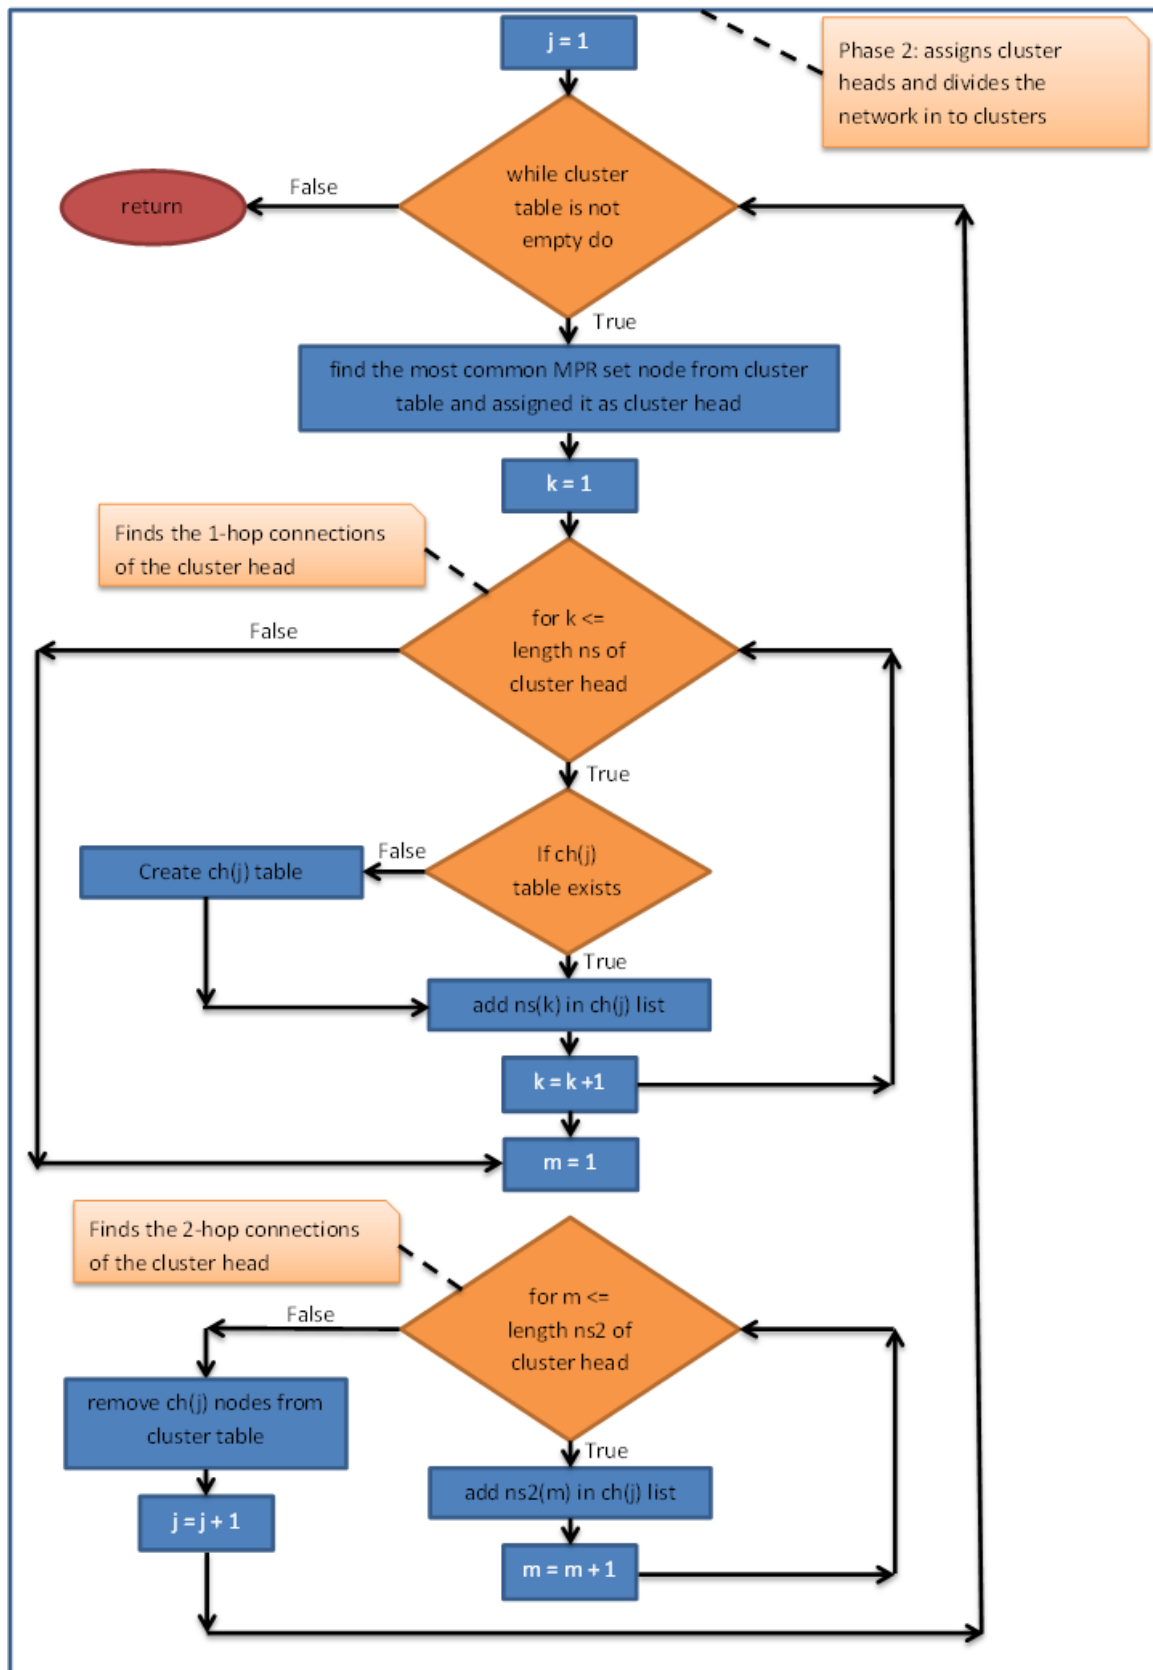 j = 1
Phase 2: assigns cluster
heads and divides the
network in to clusters
while cluster
table is not
empty do
False
return
True
find the most common MPR set node from cluster
table and assigned it as cluster head
k = 1
Finds the 1-hop connections
of the cluster head
for k <=
length ns of
cluster head
False
True
If ch(j)
table exists
False
Create ch(j) table
True
add ns(k) in ch(j) list
k = k +1
m = 1
Finds the 2-hop connections
of the cluster head
for m <=
length ns2 of
cluster head
False
remove ch(j) nodes from
cluster table
True
add ns2(m) in ch(j) list
j = j + 1
m = m + 1